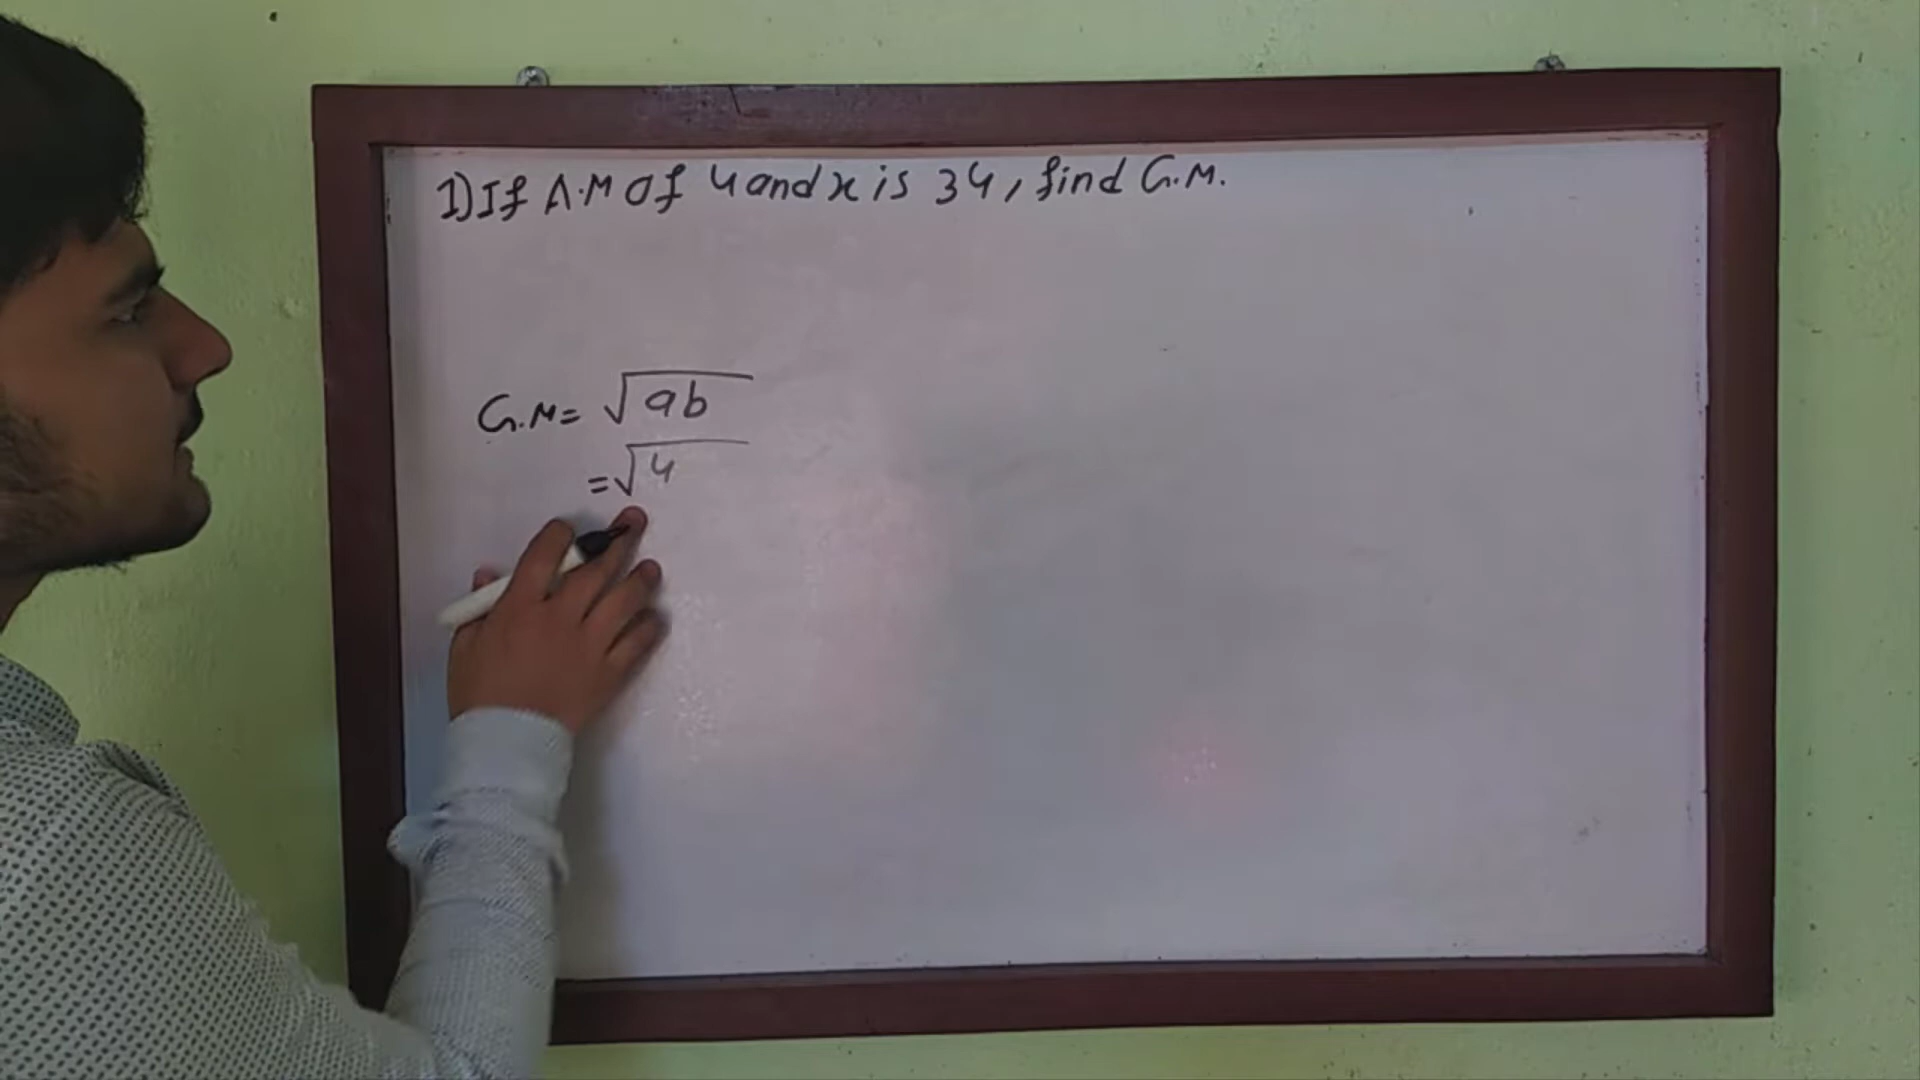 1) If A.M of 4 and x is 34, find G.M.
G.M = √ab
= √4